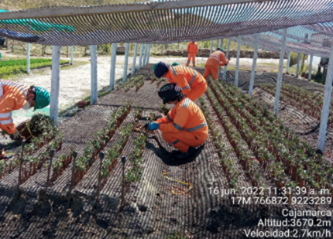 16 jun. 2022 11:31:39 a. m.
17M 766872 9223289
Cajamarca
Altitud:3670.2m
Velocidad:2.7km/h